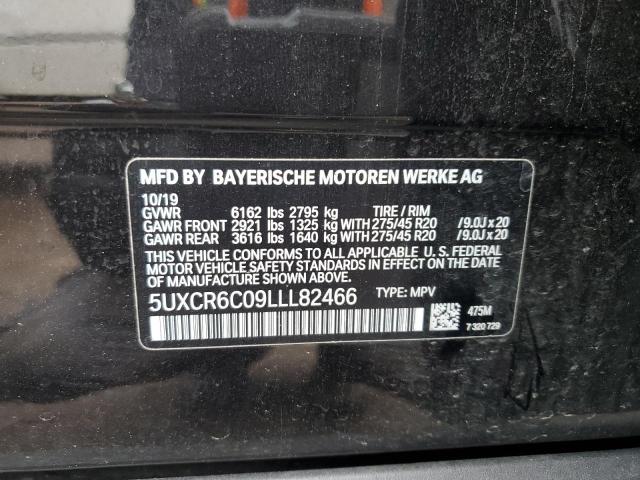 MFD BY BAYERISCHE MOTOREN WERKE AG
10/19
GVWR 6162 lbs 2795 kg TIRE / RIM
GAWR FRONT 2921 lbs 1325 kg WITH 275/45 R20 /9.0J x 20
GAWR REAR 3616 lbs 1640 kg WITH 275/45 R20 /9.0J x 20
THIS VEHICLE CONFORMS TO ALL APPLICABLE U. S. FEDERAL
MOTOR VEHICLE SAFETY STANDARDS IN EFFECT ON THE DATE OF
MANUFACTURE SHOWN ABOVE.
5UXCR6C09LLL82466 TYPE: MPV
475M
7 320 729